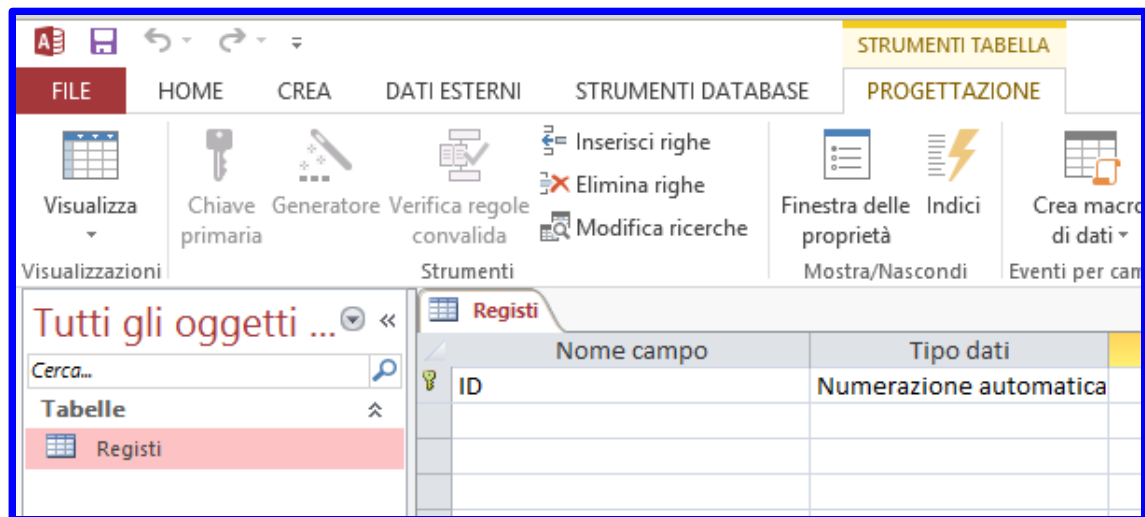 STRUMENTI TABELLA
FILE HOME CREA DATI ESTERNI STRUMENTI DATABASE PROGETTAZIONE
Visualizza
Chiave primaria
Generatore
Verifica regole convalida
Inserisci righe
Elimina righe
Modifica ricerche
Finestra delle proprietà
Indici
Crea macro di dati
Visualizzazioni
Strumenti
Mostra/Nascondi
Eventi per cam
Tutti gli oggetti ...
Cerca...
Tabelle
Registi
Registi
Nome campo Tipo dati
ID Numerazione automatica